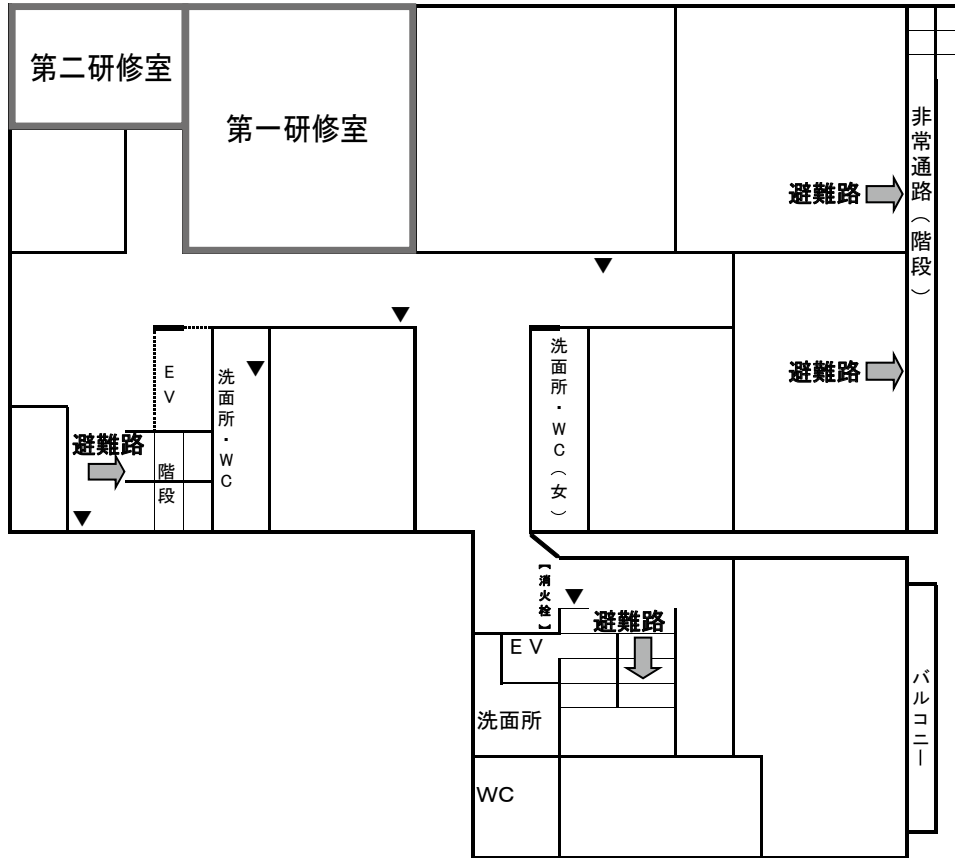 第二研修室
第一研修室
非常通路（階段）
避難路
避難路
EV
洗面所・WC
洗面所・WC（女）
避難路
階段
【消火栓】
避難路
EV
洗面所
バルコニー
WC